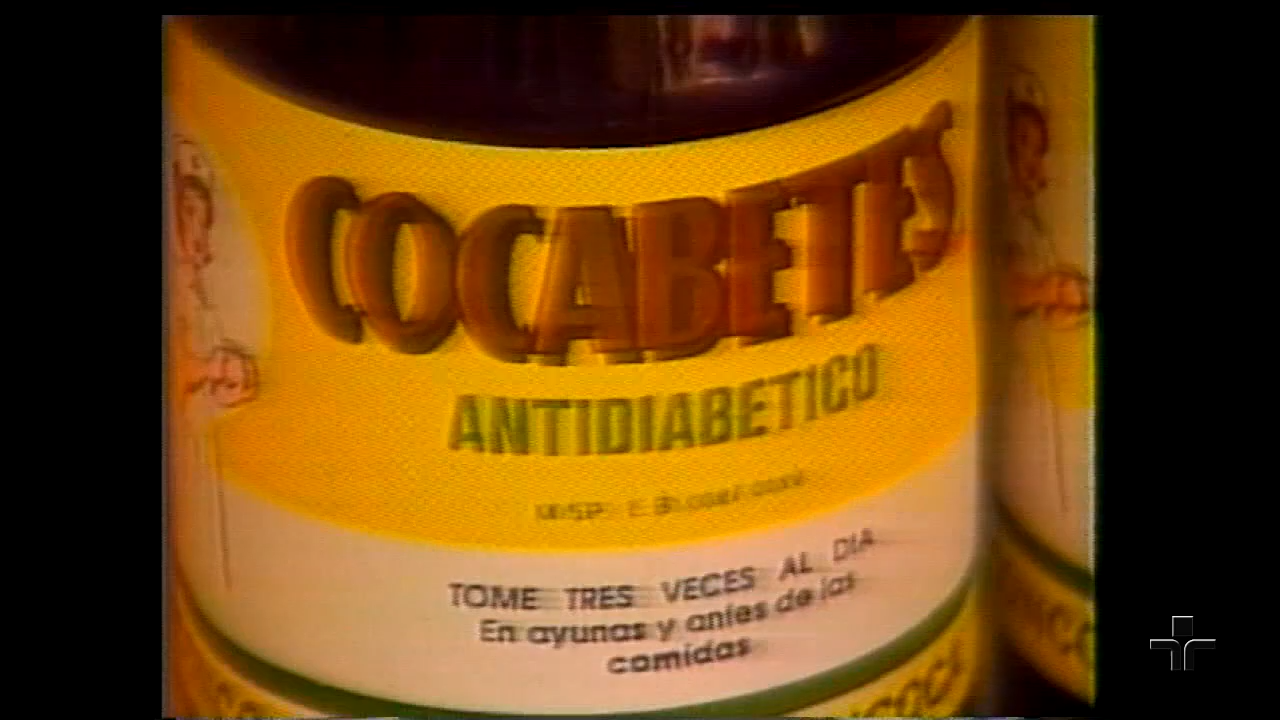 COCABETES
ANTIDIABETICO
TOME TRES VECES AL DIA
En ayunas y antes de las
comidas